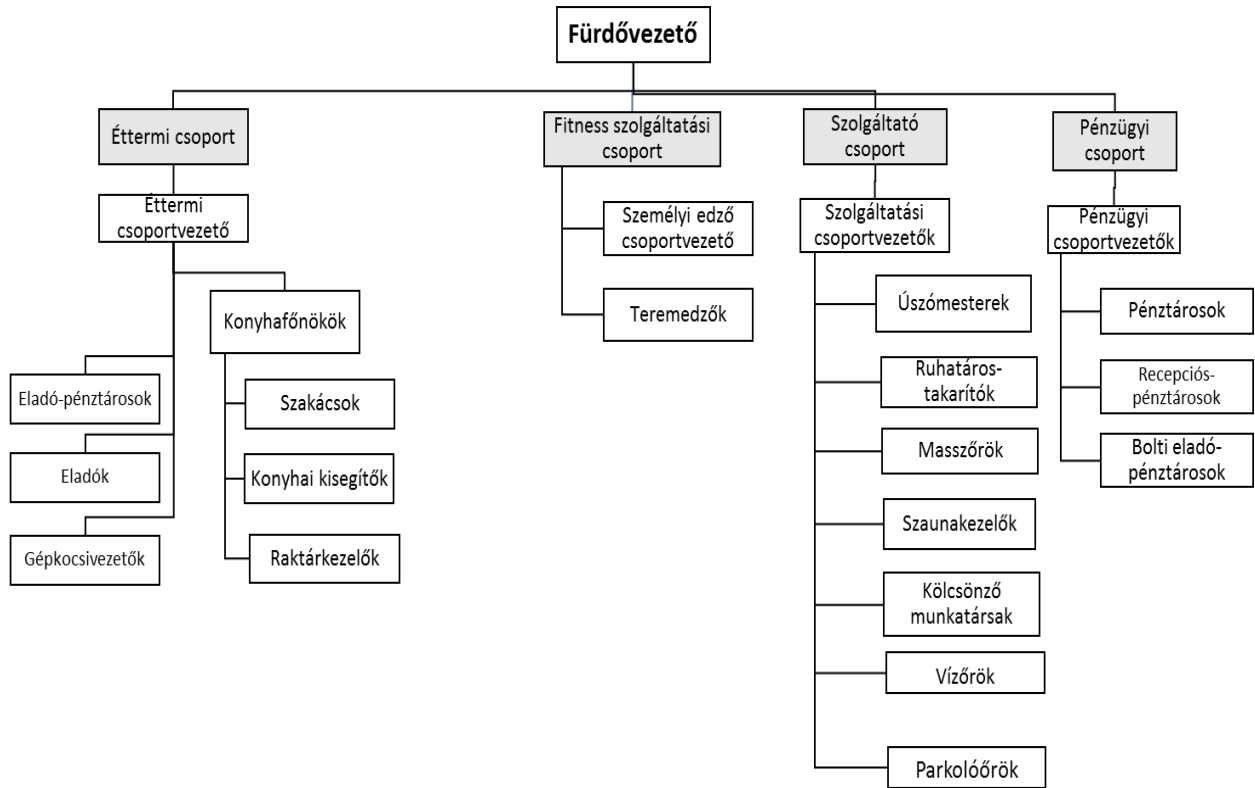 Fürdővezető
Éttermi csoport
Éttermi
csoportvezető
Konyhafőnökök
Eladó-pénztárosok
Eladók
Gépkocsivezetők
Szakácsok
Konyhai kisegítők
Raktárkezelők
Fitness szolgáltatási
csoport
Személyi edző
csoportvezető
Teremedzők
Szolgáltató
csoport
Szolgáltatási
csoportvezetők
Úszómesterek
Ruhatáros-
takarítók
Masszőrök
Szaunakezelők
Kölcsönző
munkatársak
Vízőrök
Parkolóőrök
Pénzügyi
csoport
Pénzügyi
csoportvezetők
Pénztárosok
Recepciós-
pénztárosok
Bolti eladó-
pénztárosok